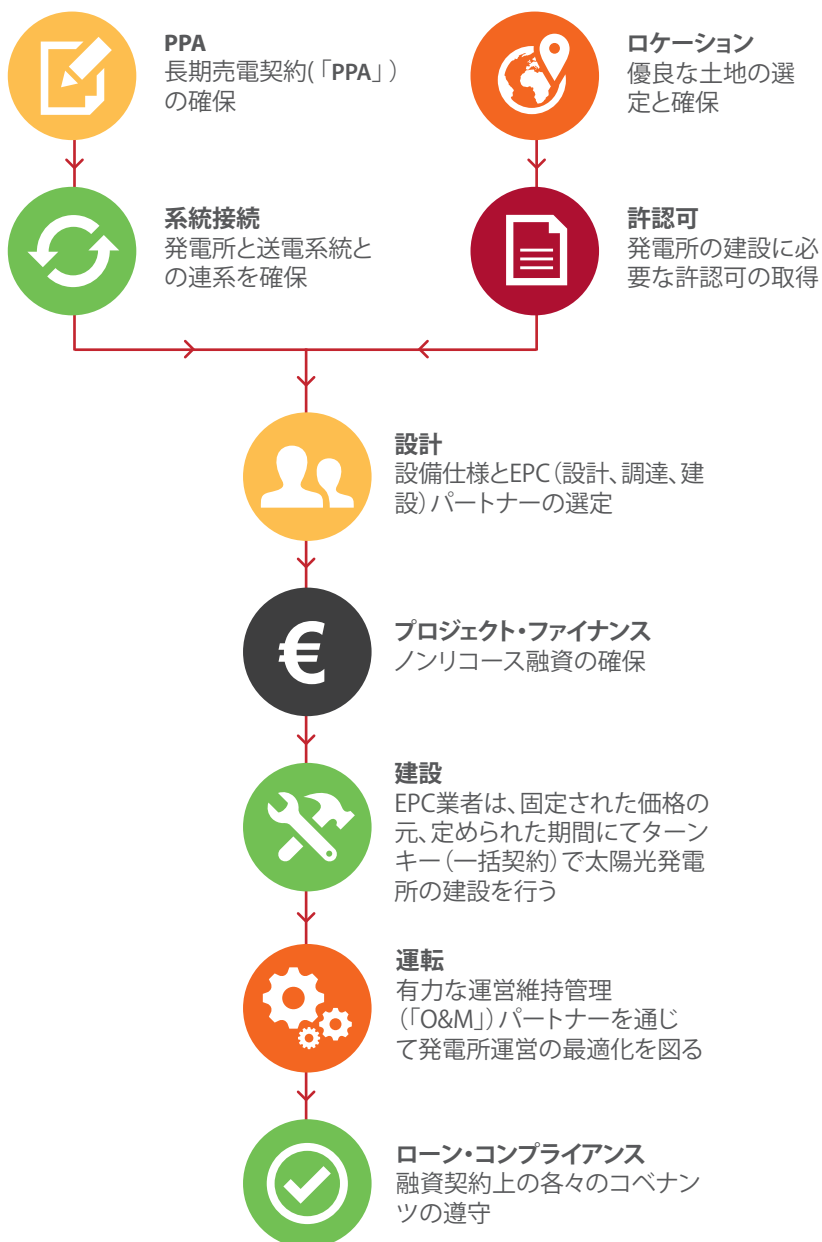 PPA
長期売電契約(「PPA」)
の確保
ロケーション
優良な土地の選
定と確保
系統接続
発電所と送電系統と
の連系を確保
許認可
発電所の建設に必
要な許認可の取得
設計
設備仕様とEPC（設計、調達、建
設）パートナーの選定
€
プロジェクト・ファイナンス
ノンリコース融資の確保
建設
EPC業者は、固定された価格の
元、定められた期間にてターン
キー（一括契約）で太陽光発電
所の建設を行う
運転
有力な運営維持管理
（「O&M」）パートナーを通じ
て発電所運営の最適化を図る
ローン・コンプライアンス
融資契約上の各々のコベナン
ツの遵守